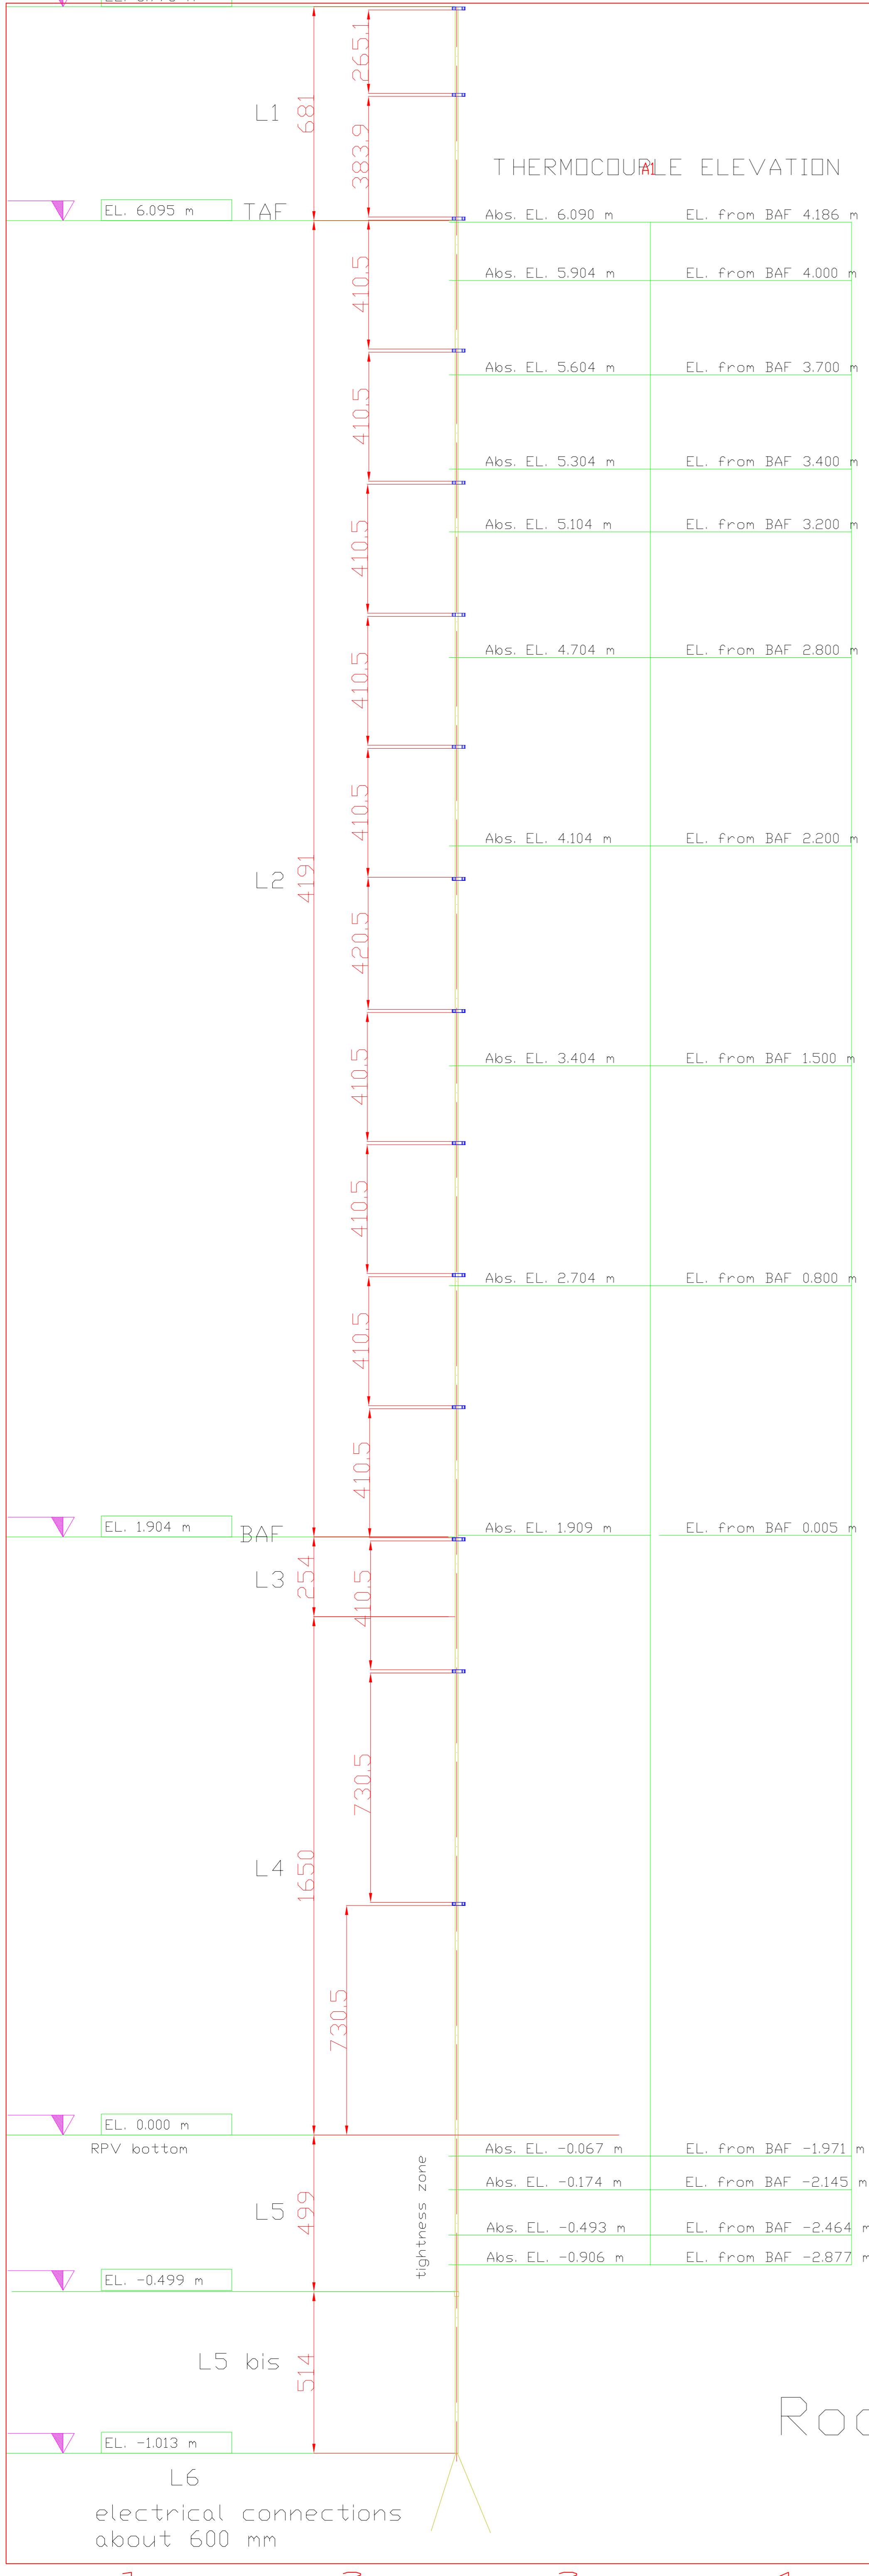 265.1
L1
681
383.9
THERMOCOUPLE ELEVATION
A1
EL. 6.095 m
TAF
Abs. EL. 6.090 m EL. from BAF 4.186 m
410.5
Abs. EL. 5.904 m EL. from BAF 4.000 m
Abs. EL. 5.604 m EL. from BAF 3.700 m
410.5
Abs. EL. 5.304 m EL. from BAF 3.400 m
Abs. EL. 5.104 m EL. from BAF 3.200 m
410.5
Abs. EL. 4.704 m EL. from BAF 2.800 m
410.5
410.5
Abs. EL. 4.104 m EL. from BAF 2.200 m
L2
4191
420.5
Abs. EL. 3.404 m EL. from BAF 1.500 m
410.5
410.5
Abs. EL. 2.704 m EL. from BAF 0.800 m
410.5
410.5
EL. 1.904 m
BAF
Abs. EL. 1.909 m EL. from BAF 0.005 m
L3
254
410.5
730.5
L4
1650
730.5
EL. 0.000 m
RPV bottom
Abs. EL. -0.067 m EL. from BAF -1.971 m
Abs. EL. -0.174 m EL. from BAF -2.145 m
tightness zone
L5
499
Abs. EL. -0.493 m EL. from BAF -2.464 m
Abs. EL. -0.906 m EL. from BAF -2.877 m
EL. -0.499 m
L5 bis
514
EL. -1.013 m
L6
electrical connections
about 600 mm